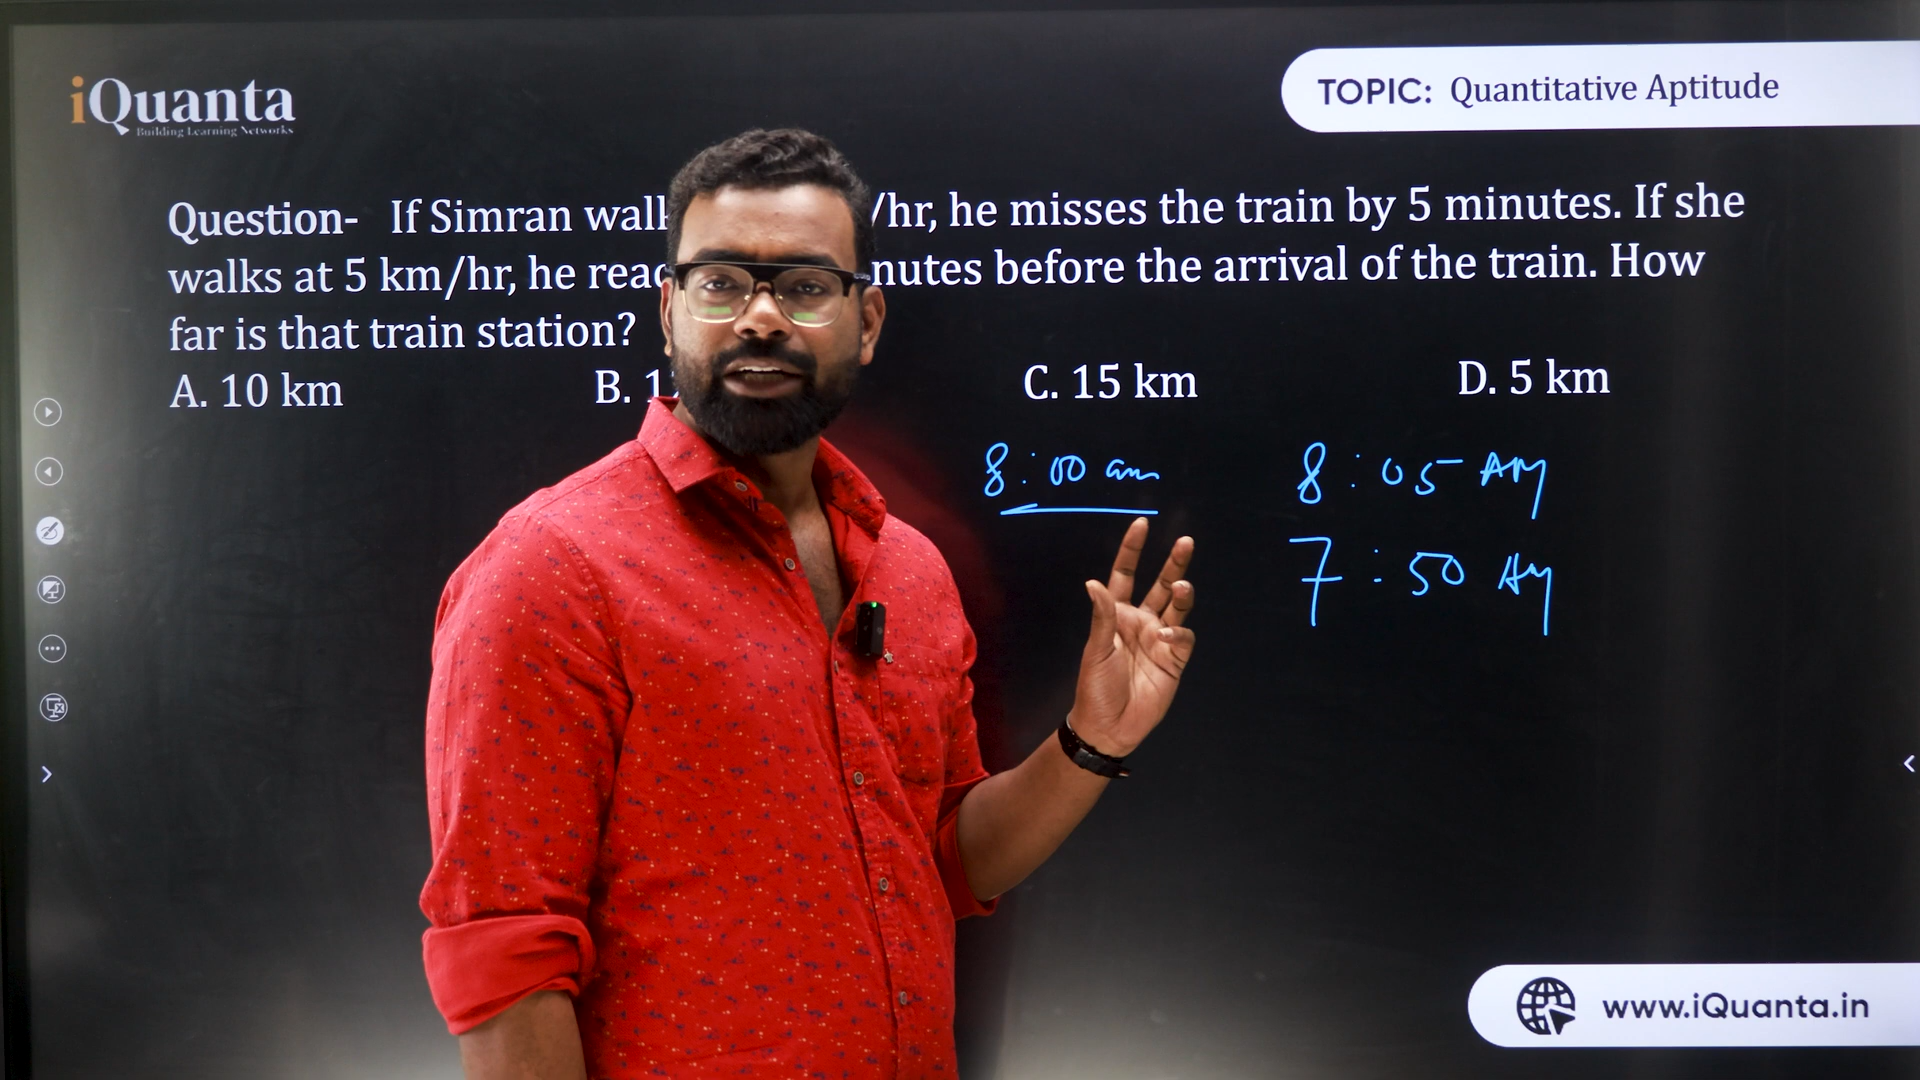 iQuanta
Building Learning Networks
TOPIC: Quantitative Aptitude
Question- If Simran walk /hr, he misses the train by 5 minutes. If she
walks at 5 km/hr, he reac nutes before the arrival of the train. How
far is that train station?
A. 10 km B. 1 C. 15 km D. 5 km
8:00 am 8:05 AM
7:50 AM
www.iQuanta.in